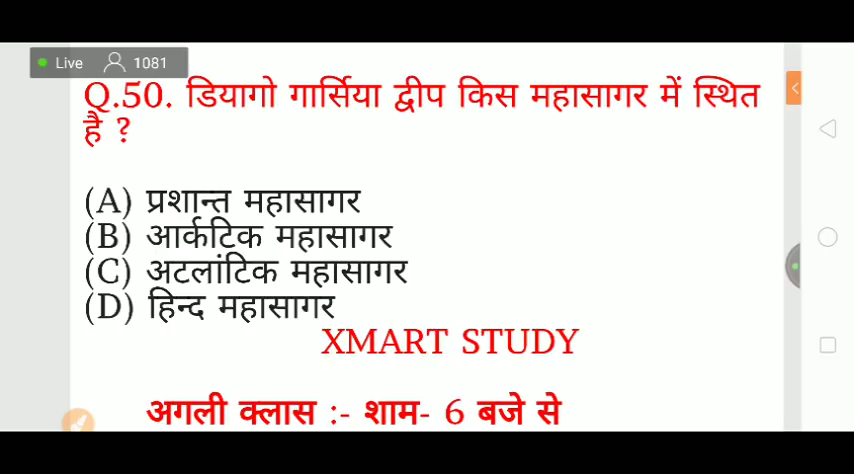 Live 1081
Q.50. डियागो गार्सिया द्वीप किस महासागर में स्थित
है ?
(A) प्रशान्त महासागर
(B) आर्कटिक महासागर
(C) अटलांटिक महासागर
(D) हिन्द महासागर
XMART STUDY
अगली क्लास :- शाम- 6 बजे से